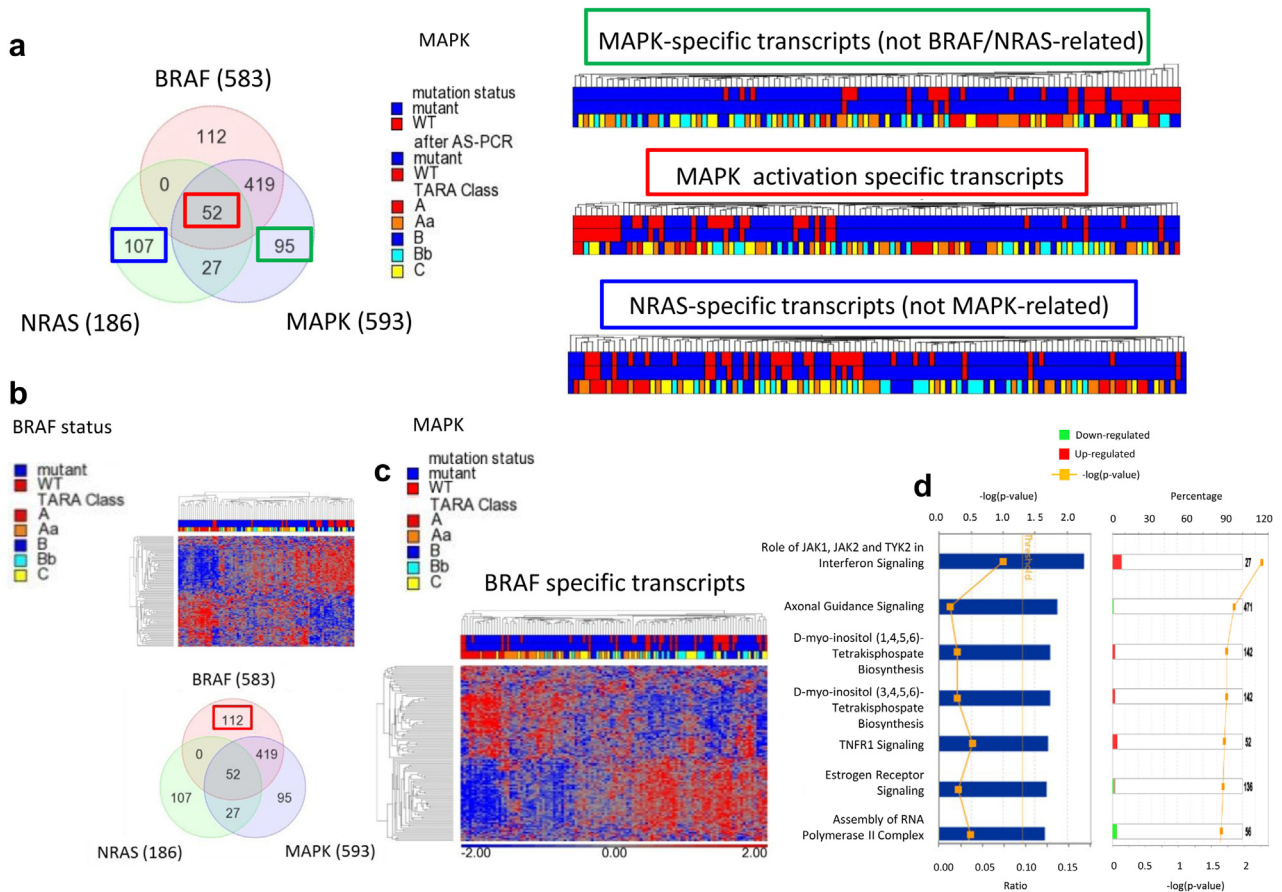 a
MAPK
BRAF (583)
112
0
419
52
107
95
27
NRAS (186)
MAPK (593)
mutation status
mutant
WT
after AS-PCR
mutant
WT
TARA Class
A
Aa
B
Bb
C
MAPK-specific transcripts (not BRAF/NRAS-related)
MAPK activation specific transcripts
NRAS-specific transcripts (not MAPK-related)
b
BRAF status
mutant
WT
TARA Class
A
Aa
B
Bb
C
BRAF (583)
112
0
419
52
107
95
27
NRAS (186)
MAPK (593)
c
MAPK
mutation status
mutant
WT
TARA Class
A
Aa
B
Bb
C
BRAF specific transcripts
-2.00
0.00
2.00
d
Down-regulated
Up-regulated
-log(p-value)
-log(p-value)
0.0 0.5 1.0 1.5 2.0
Threshold
Role of JAK1, JAK2 and TYK2 in
Interferon Signaling
Axonal Guidance Signaling
D-myo-inositol (1,4,5,6)-
Tetrakisphospate
Biosynthesis
D-myo-inositol (3,4,5,6)-
Tetrakisphospate
Biosynthesis
TNFR1 Signaling
Estrogen Receptor
Signaling
Assembly of RNA
Polymerase II Complex
0 0.05 0.00 0.10 0.15
Ratio
Percentage
0 30 60 90 120
27
471
142
142
52
136
56
0 0.5 1 1.5 2
-log(p-value)